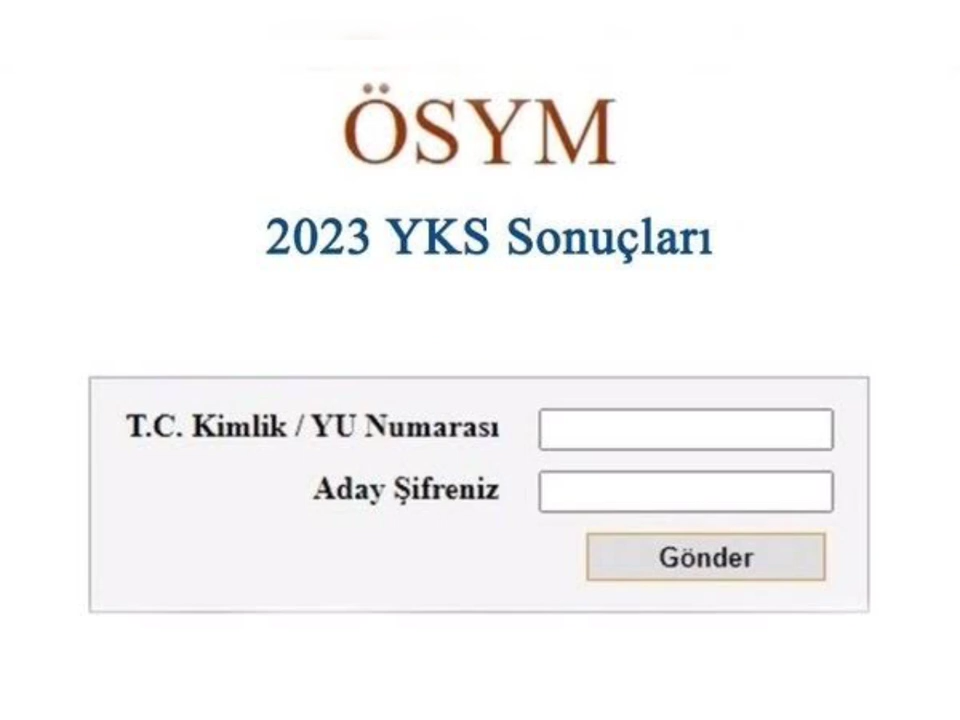 ÖSYM
2023 YKS Sonuçları
T.C. Kimlik / YU Numarası
Aday Şifreniz
Gönder